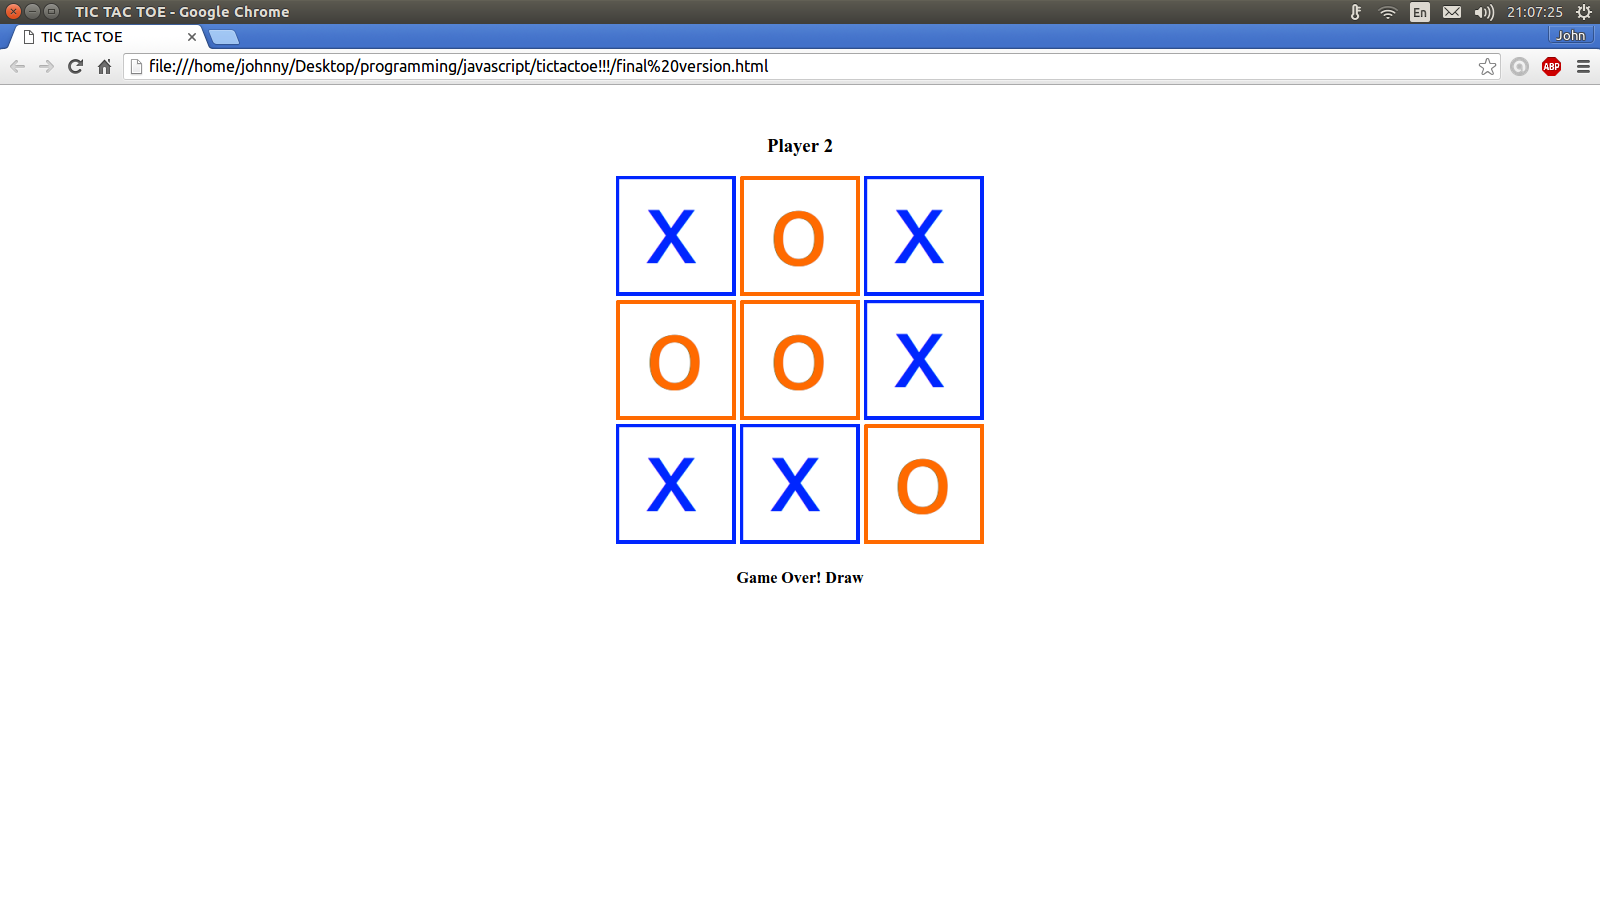 TIC TAC TOE - Google Chrome
En
21:07:25
TIC TAC TOE
John
file:///home/johnny/Desktop/programming/javascript/tictactoe!!!/final%20version.html
ABP
Player 2
X O X
O O X
X X O
Game Over! Draw